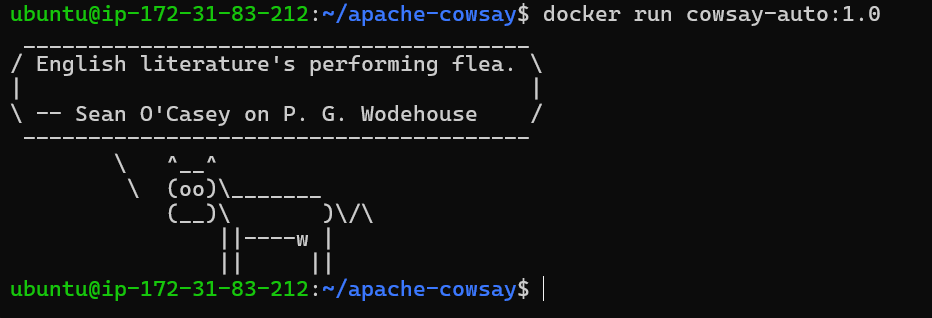 ubuntu@ip-172-31-83-212:~/apache-cowsay$ docker run cowsay-auto:1.0
 _______________________________________
/ English literature's performing flea. \
|                                       |
\ -- Sean O'Casey on P. G. Wodehouse    /
 ---------------------------------------
        \   ^__^
         \  (oo)\_______
            (__)\       )\/\
                ||----w |
                ||     ||
ubuntu@ip-172-31-83-212:~/apache-cowsay$